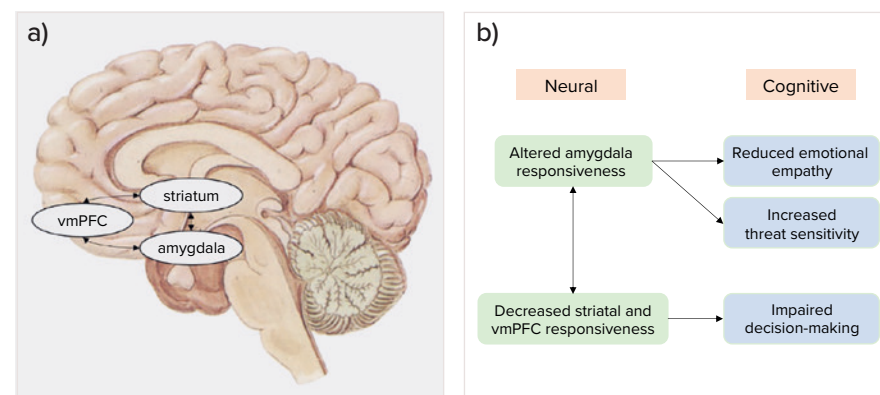 a)
striatum
vmPFC
amygdala
b)
Neural
Cognitive
Altered amygdala
responsiveness
Reduced emotional
empathy
Increased
threat sensitivity
Decreased striatal and
vmPFC responsiveness
Impaired
decision-making